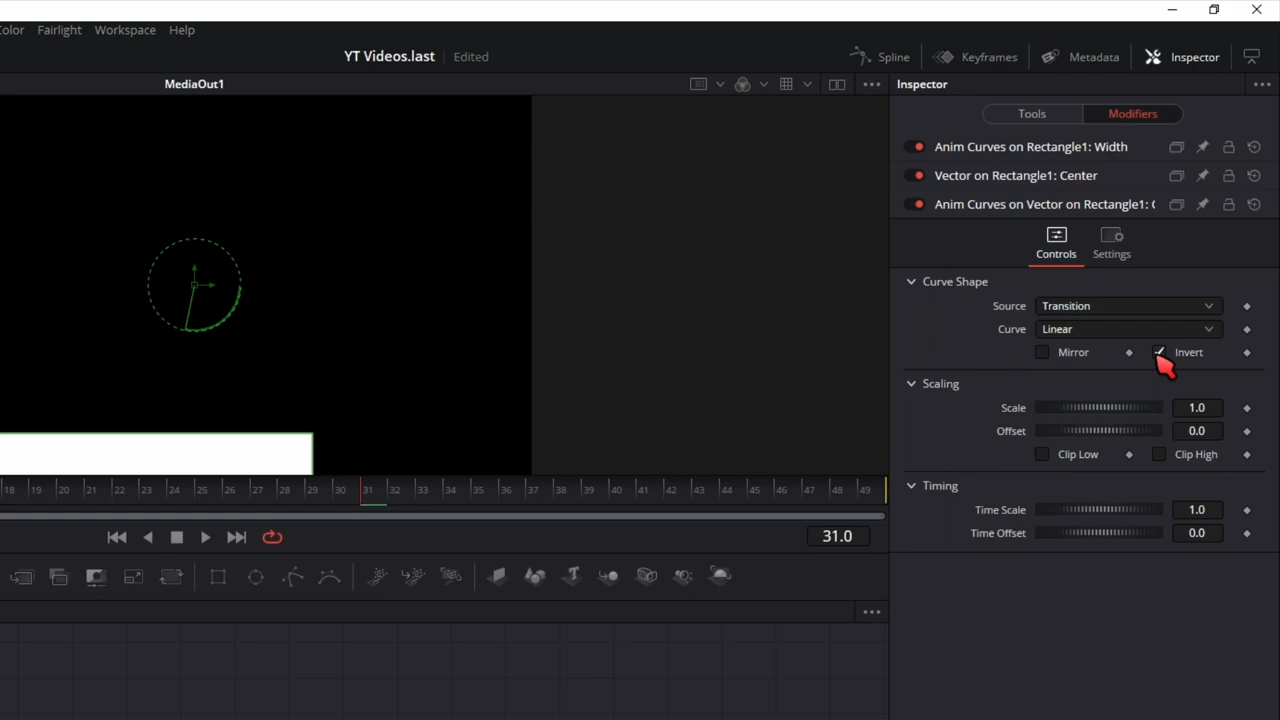 olor Fairlight Workspace Help
YT Videos.last Edited
Spline Keyframes Metadata Inspector
MediaOut1
Inspector
Tools Modifiers
Anim Curves on Rectangle1: Width
Vector on Rectangle1: Center
Anim Curves on Vector on Rectangle1: (
Controls Settings
Curve Shape
Source Transition
Curve Linear
Mirror Invert
Scaling
Scale 1.0
Offset 0.0
Clip Low Clip High
18 19 20 21 22 23 24 25 26 27 28 29 30 31 32 33 34 35 36 37 38 39 40 41 42 43 44 45 46 47 48 49
Timing
Time Scale 1.0
Time Offset 0.0
31.0